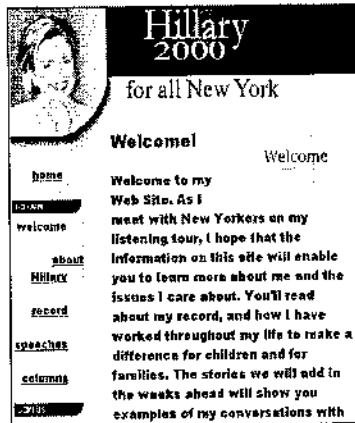 Hillary
2000
for all New York
Welcome!
Welcome
home
welcome
about
Hillary
record
speeches
columns
Welcome to my
Web Site. As I
meet with New Yorkers on my
listening tour, I hope that the
information on this site will enable
you to learn more about me and the
issues I care about. You'll read
about my record, and how I have
worked throughout my life to make a
difference for children and for
families. The stories we will add in
the weeks ahead will show you
examples of my conversations with